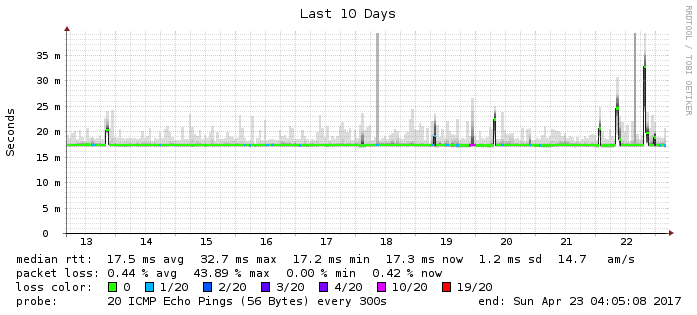 Last 10 Days
RRDTOOL / TOBI OETIKER
Seconds
35 m
30 m
25 m
20 m
15 m
10 m
5 m
0
13 14 15 16 17 18 19 20 21 22
median rtt: 17.5 ms avg 32.7 ms max 17.2 ms min 17.3 ms now 1.2 ms sd 14.7 am/s
packet loss: 0.44 % avg 43.89 % max 0.00 % min 0.42 % now
loss color: 0 1/20 2/20 3/20 4/20 10/20 19/20
probe: 20 ICMP Echo Pings (56 Bytes) every 300s end: Sun Apr 23 04:05:08 2017